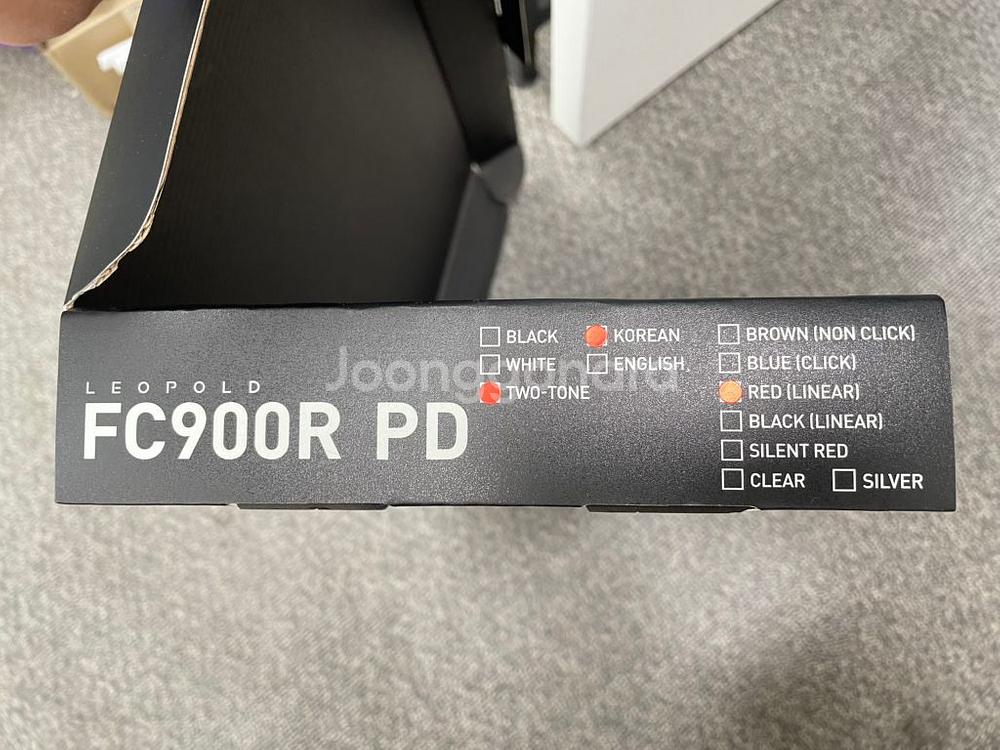 LEOPOLD
FC900R PD
BLACK
WHITE
TWO-TONE
KOREAN
ENGLISH
BROWN (NON CLICK)
BLUE (CLICK)
RED (LINEAR)
BLACK (LINEAR)
SILENT RED
CLEAR SILVER
Joonggonara